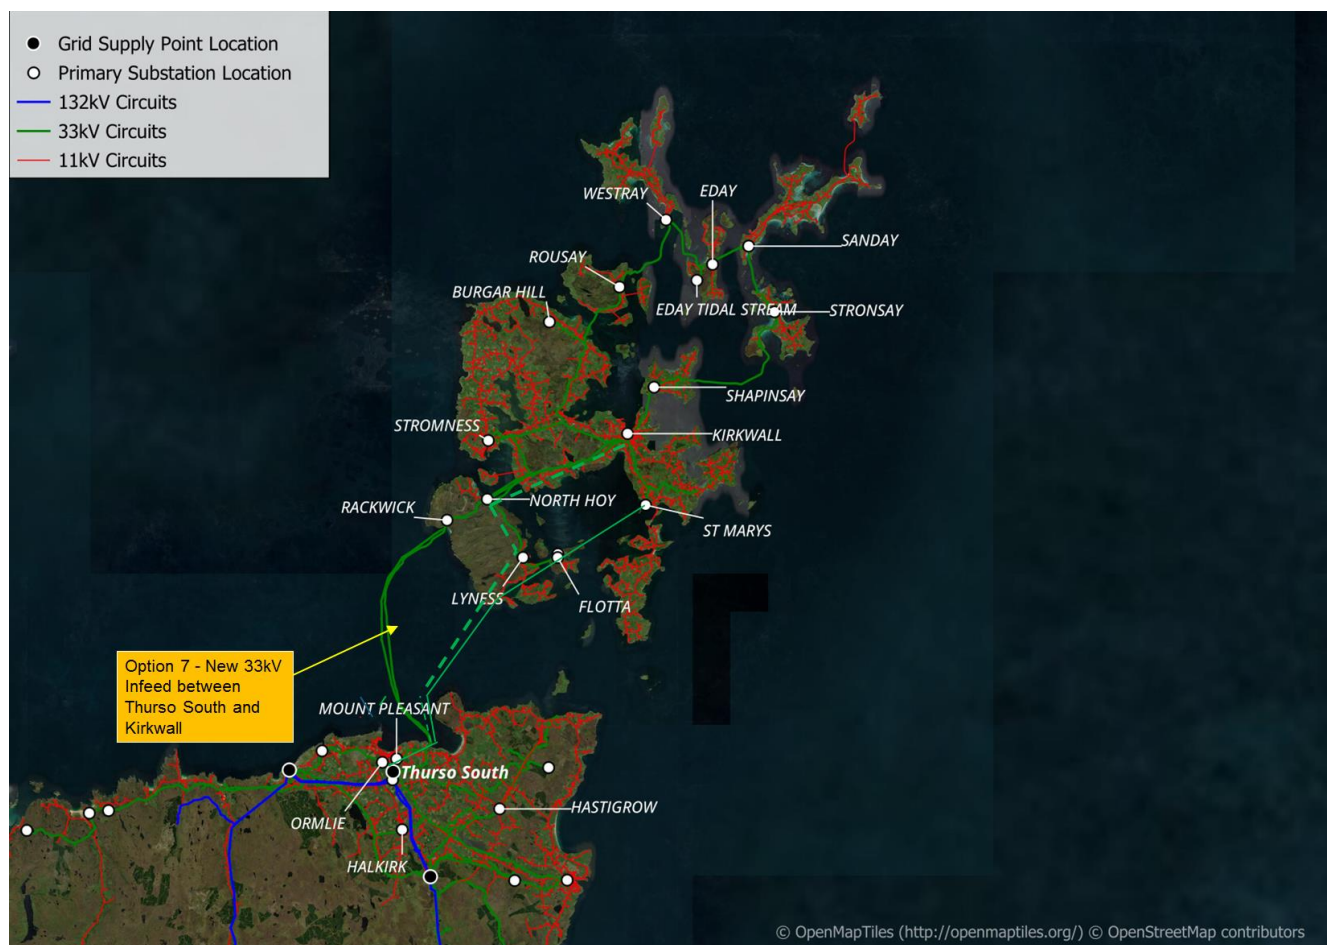 Grid Supply Point Location
Primary Substation Location
132kV Circuits
33kV Circuits
11kV Circuits
WESTRAY
EDAY
SANDAY
ROUSAY
BURGAR HILL
EDAY TIDAL STREAM
STRONSAY
SHAPINSAY
STROMNESS
KIRKWALL
RACKWICK
NORTH HOY
ST MARYS
LYNESS
FLOTTA
Option 7 - New 33kV
Infeed between
Thurso South and
Kirkwall
MOUNT PLEASANT
Thurso South
ORMLIE
HASTIGROW
HALKIRK
© OpenMapTiles (http://openmaptiles.org/) © OpenStreetMap contributors